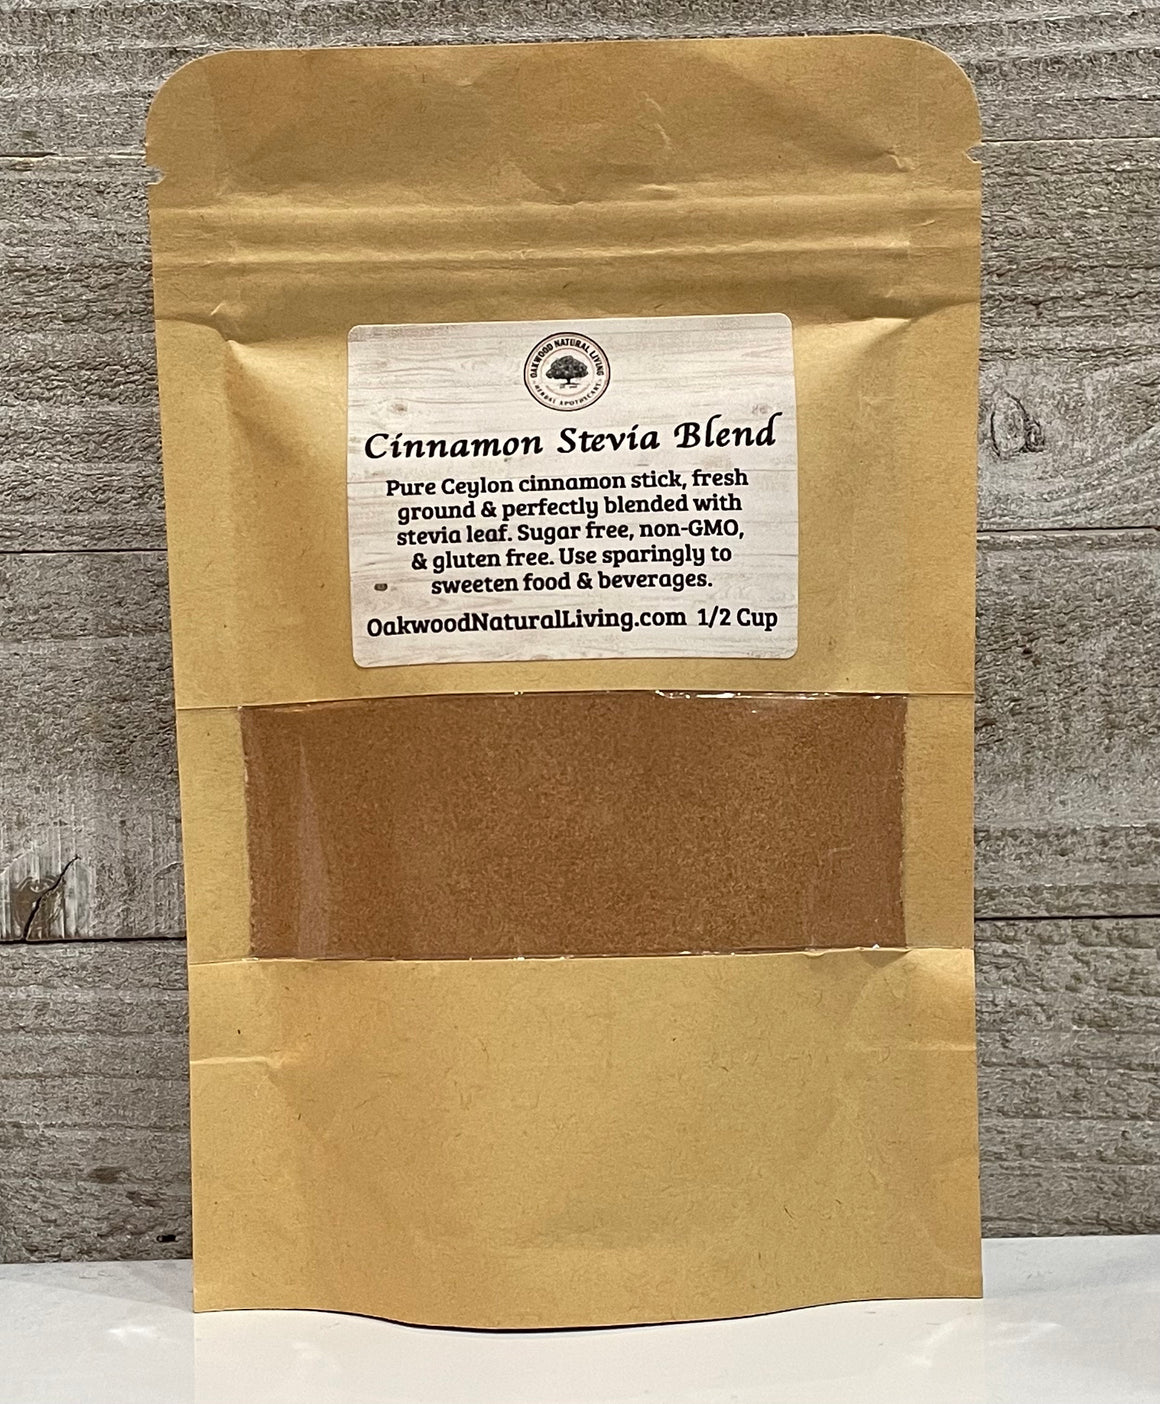 OAKWOOD NATURAL LIVING
HERBAL APOTHECARY
Cinnamon Stevia Blend
Pure Ceylon cinnamon stick, fresh
ground & perfectly blended with
stevia leaf. Sugar free, non-GMO,
& gluten free. Use sparingly to
sweeten food & beverages.
OakwoodNaturalLiving.com 1/2 Cup